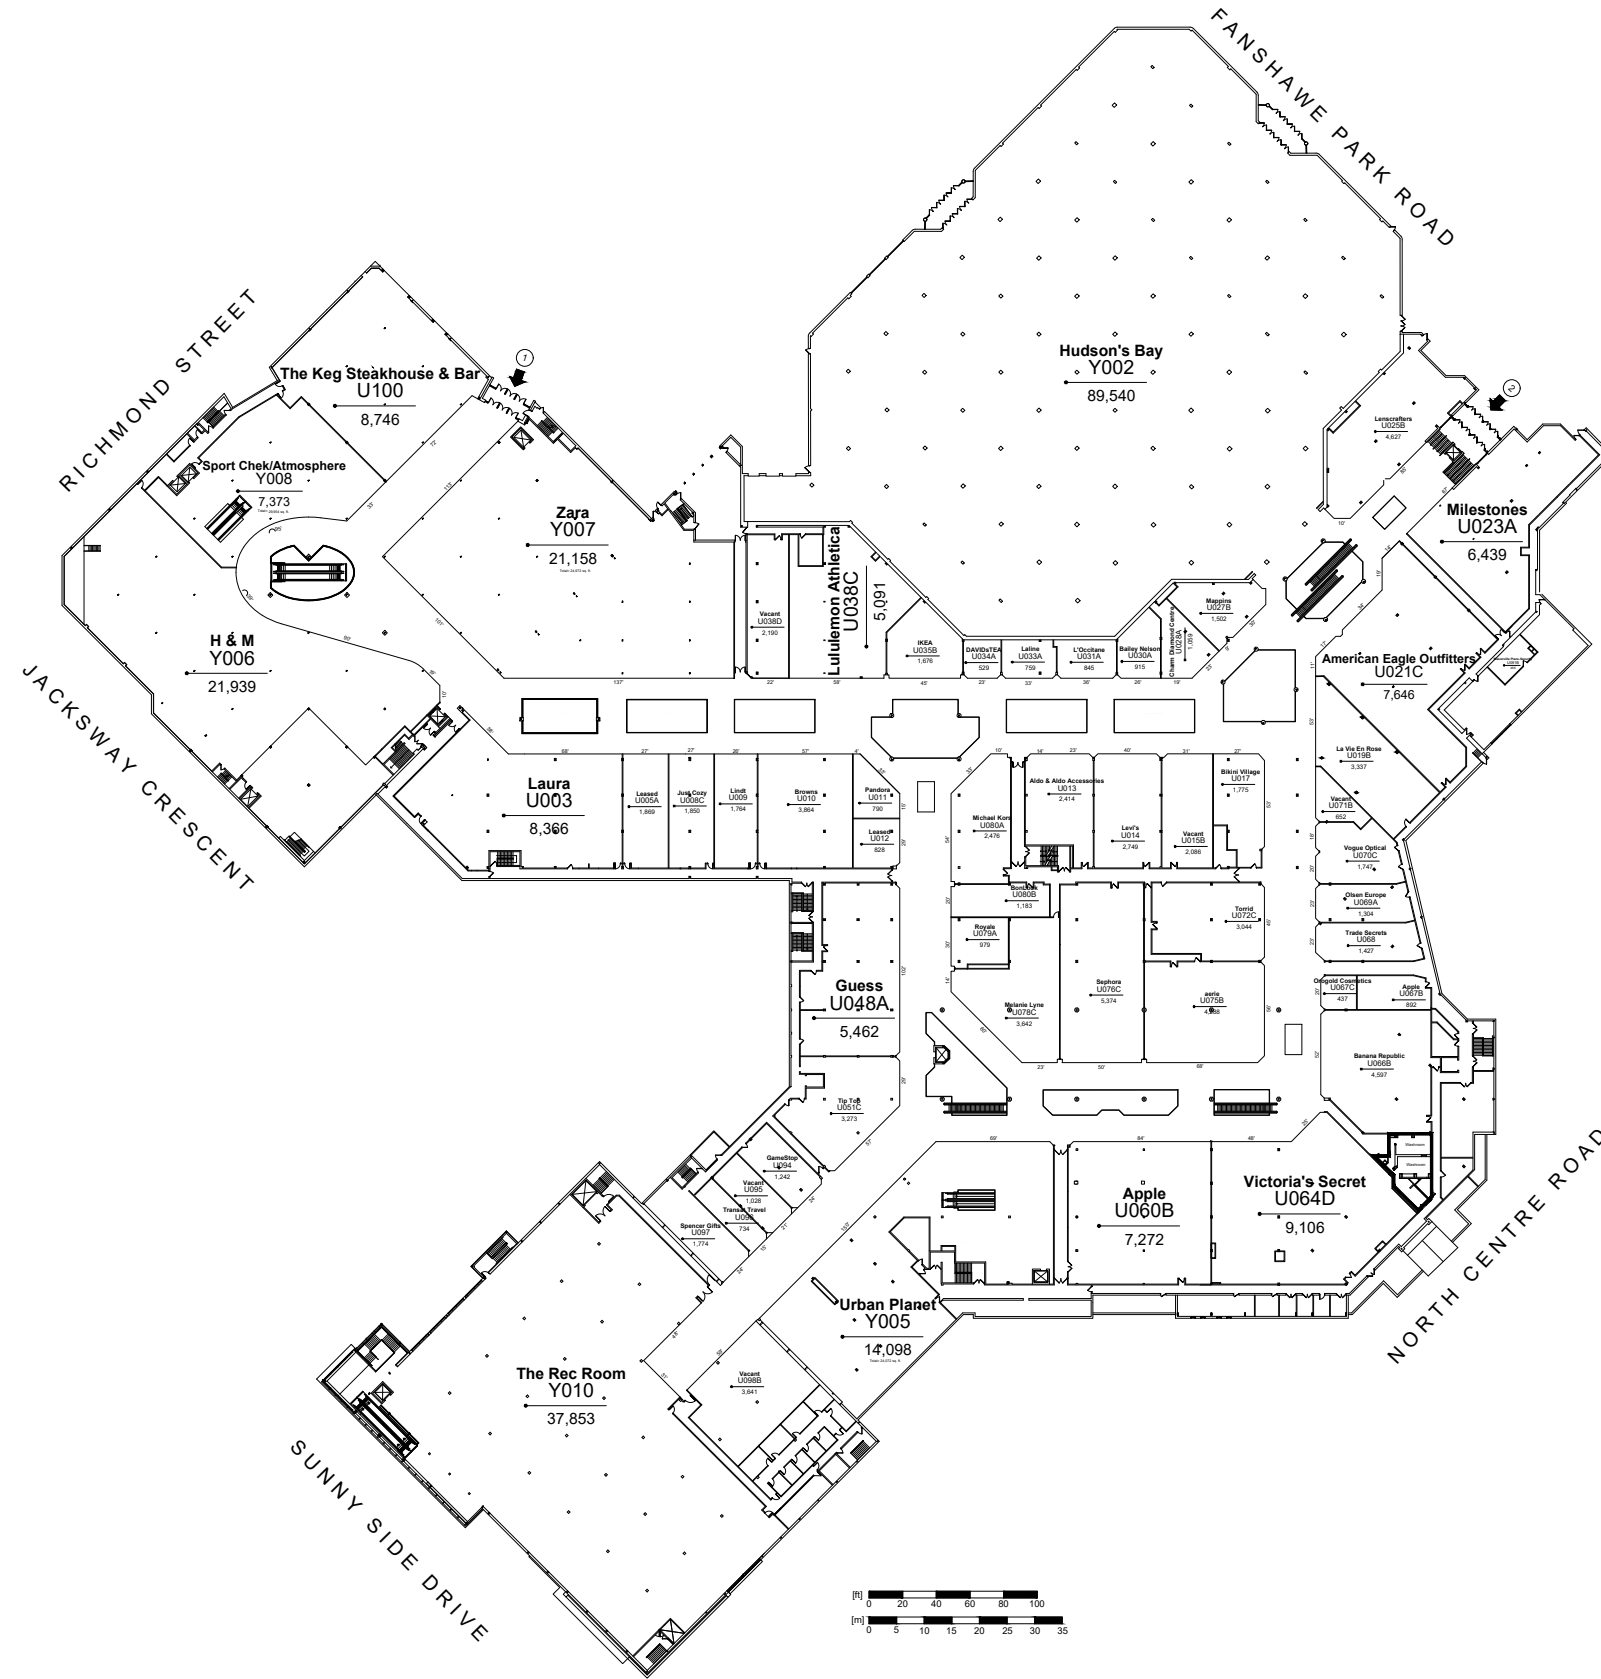 FANSHAWE PARK ROAD
RICHMOND STREET
JACKSWAY CRESCENT
SUNNY SIDE DRIVE
NORTH CENTRE ROAD
1
2
Hudson's Bay
Y002
89,540
The Keg Steakhouse & Bar
U100
8,746
Sport Chek/Atmosphere
Y008
7,373
Zara
Y007
21,158
H & M
Y006
21,939
Lenscrafters
U025B
4,627
Milestones
U023A
6,439
American Eagle Outfitters
U021C
7,646
La Vie En Rose
U019B
3,337
Vacant
U071B
652
Vogue Optical
U070C
1,747
Olsen Europe
U069A
1,304
Trade Secrets
U068
1,427
Orogold Cosmetics
U067C
437
Apple
U067B
892
Banana Republic
U066B
4,597
Washroom
Washroom
Vacant
U038D
2,190
Lululemon Athletica
U038C
5,091
IKEA
U035B
1,676
DAVIDsTEA
U034A
529
Laline
U033A
759
L'Occitane
U031A
845
Bailey Nelson
U030A
915
Charm Diamond Centre
U028A
1,059
Mappins
U027B
1,502
Laura
U003
8,366
Leased
U005A
1,869
Just Cozy
U008C
1,850
Lindt
U009
1,764
Browns
U010
3,864
Pandora
U011
790
Leased
U012
828
Michael Kors
U080A
2,476
Aldo & Aldo Accessories
U013
2,414
Levi's
U014
2,749
Vacant
U015B
2,086
Bikini Village
U017
1,775
U080B
1,183
Royale
U079A
979
Melanie Lyne
U078C
3,642
Sephora
U076C
5,374
Torrid
U072C
3,044
aerie
U075B
Guess
U048A
5,462
Tip Top
U051C
3,273
GameStop
U094
1,242
Vacant
U095
1,028
Transat Travel
734
Spencer Gifts
U097
1,774
Urban Planet
Y005
14,098
Apple
U060B
7,272
Victoria's Secret
U064D
9,106
Vacant
U098B
3,641
The Rec Room
Y010
37,853
[ft]
0 20 40 60 80 100
[m]
0 5 10 15 20 25 30 35